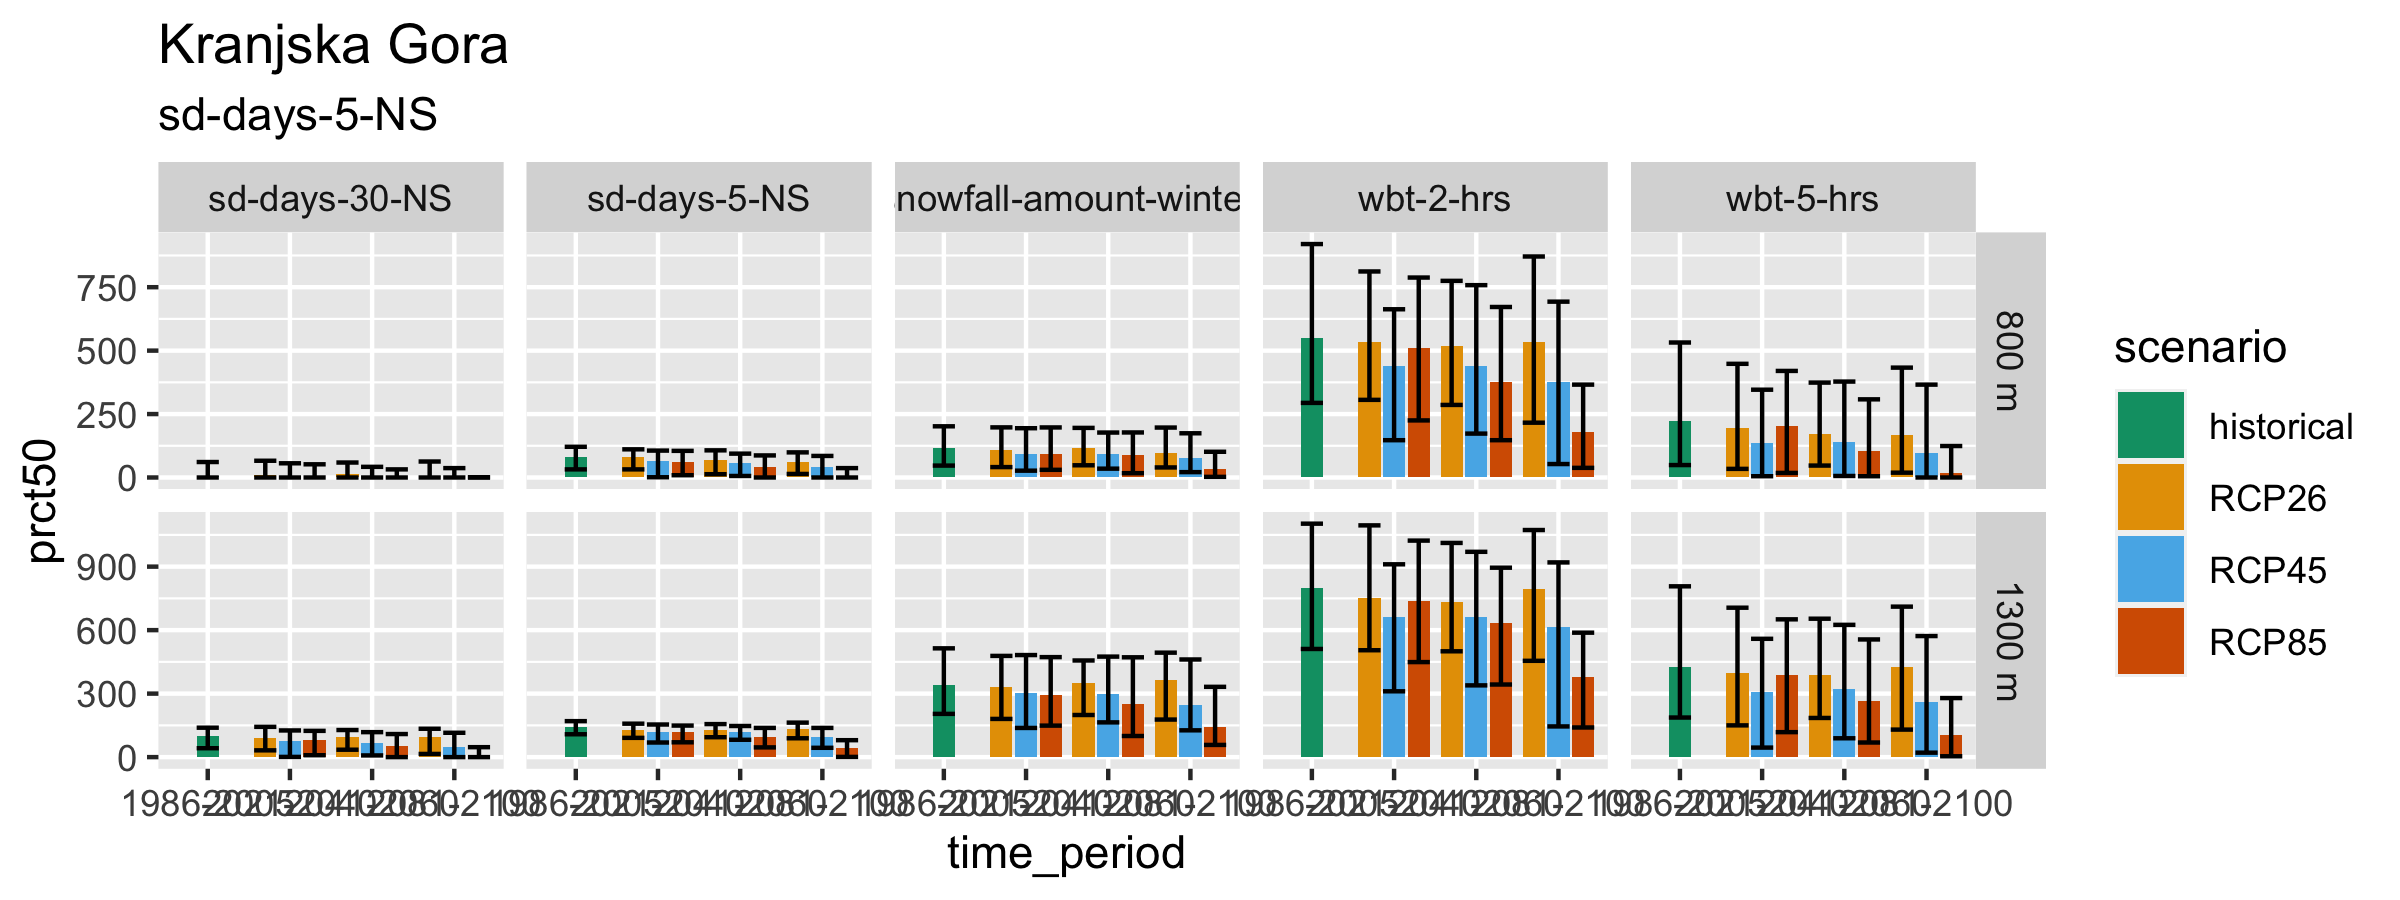 Kranjska Gora
sd-days-5-NS
sd-days-30-NS
sd-days-5-NS
nowfall-amount-winte
wbt-2-hrs
wbt-5-hrs
750
500
250
0
800 m
900
600
300
0
1300 m
prct50
time_period
scenario
historical
RCP26
RCP45
RCP85